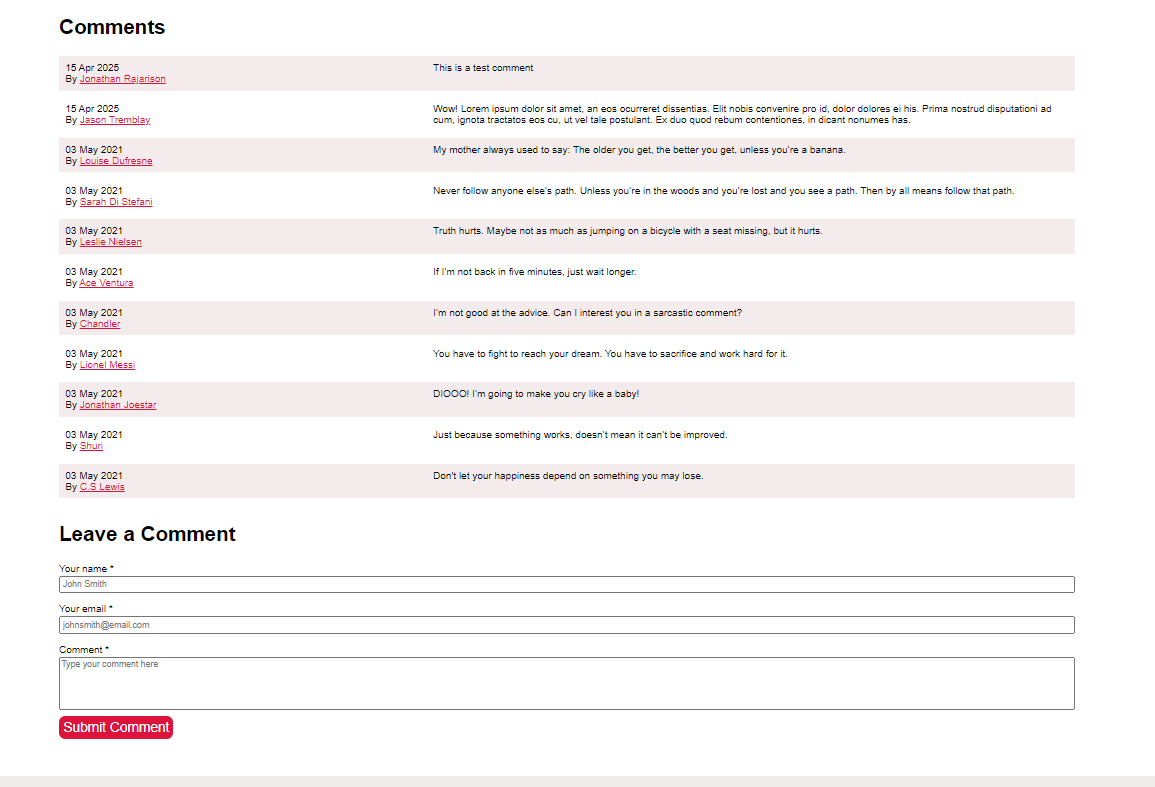 Comments
15 Apr 2025
By Jonathan Rajarison
This is a test comment
15 Apr 2025
By Jason Tremblay
Wow! Lorem ipsum dolor sit amet, an eos ocurreret dissentias. Elit nobis convenire pro id, dolor dolores ei his. Prima nostrud disputationi ad
cum, ignota tractatos eos cu, ut vel tale postulant. Ex duo quod rebum contentiones, in dicant nonumes has.
03 May 2021
By Louise Dufresne
My mother always used to say: The older you get, the better you get, unless you're a banana.
03 May 2021
By Sarah Di Stefani
Never follow anyone else's path. Unless you're in the woods and you're lost and you see a path. Then by all means follow that path.
03 May 2021
By Leslie Nielsen
Truth hurts. Maybe not as much as jumping on a bicycle with a seat missing, but it hurts.
03 May 2021
By Ace Ventura
If I'm not back in five minutes, just wait longer.
03 May 2021
By Chandler
I'm not good at the advice. Can I interest you in a sarcastic comment?
03 May 2021
By Lionel Messi
You have to fight to reach your dream. You have to sacrifice and work hard for it.
03 May 2021
By Jonathan Joestar
DIOOO! I'm going to make you cry like a baby!
03 May 2021
By Shuri
Just because something works, doesn't mean it can't be improved.
03 May 2021
By C.S Lewis
Don't let your happiness depend on something you may lose.
Leave a Comment
Your name *
John Smith
Your email *
johnsmith@email.com
Comment *
Type your comment here
Submit Comment